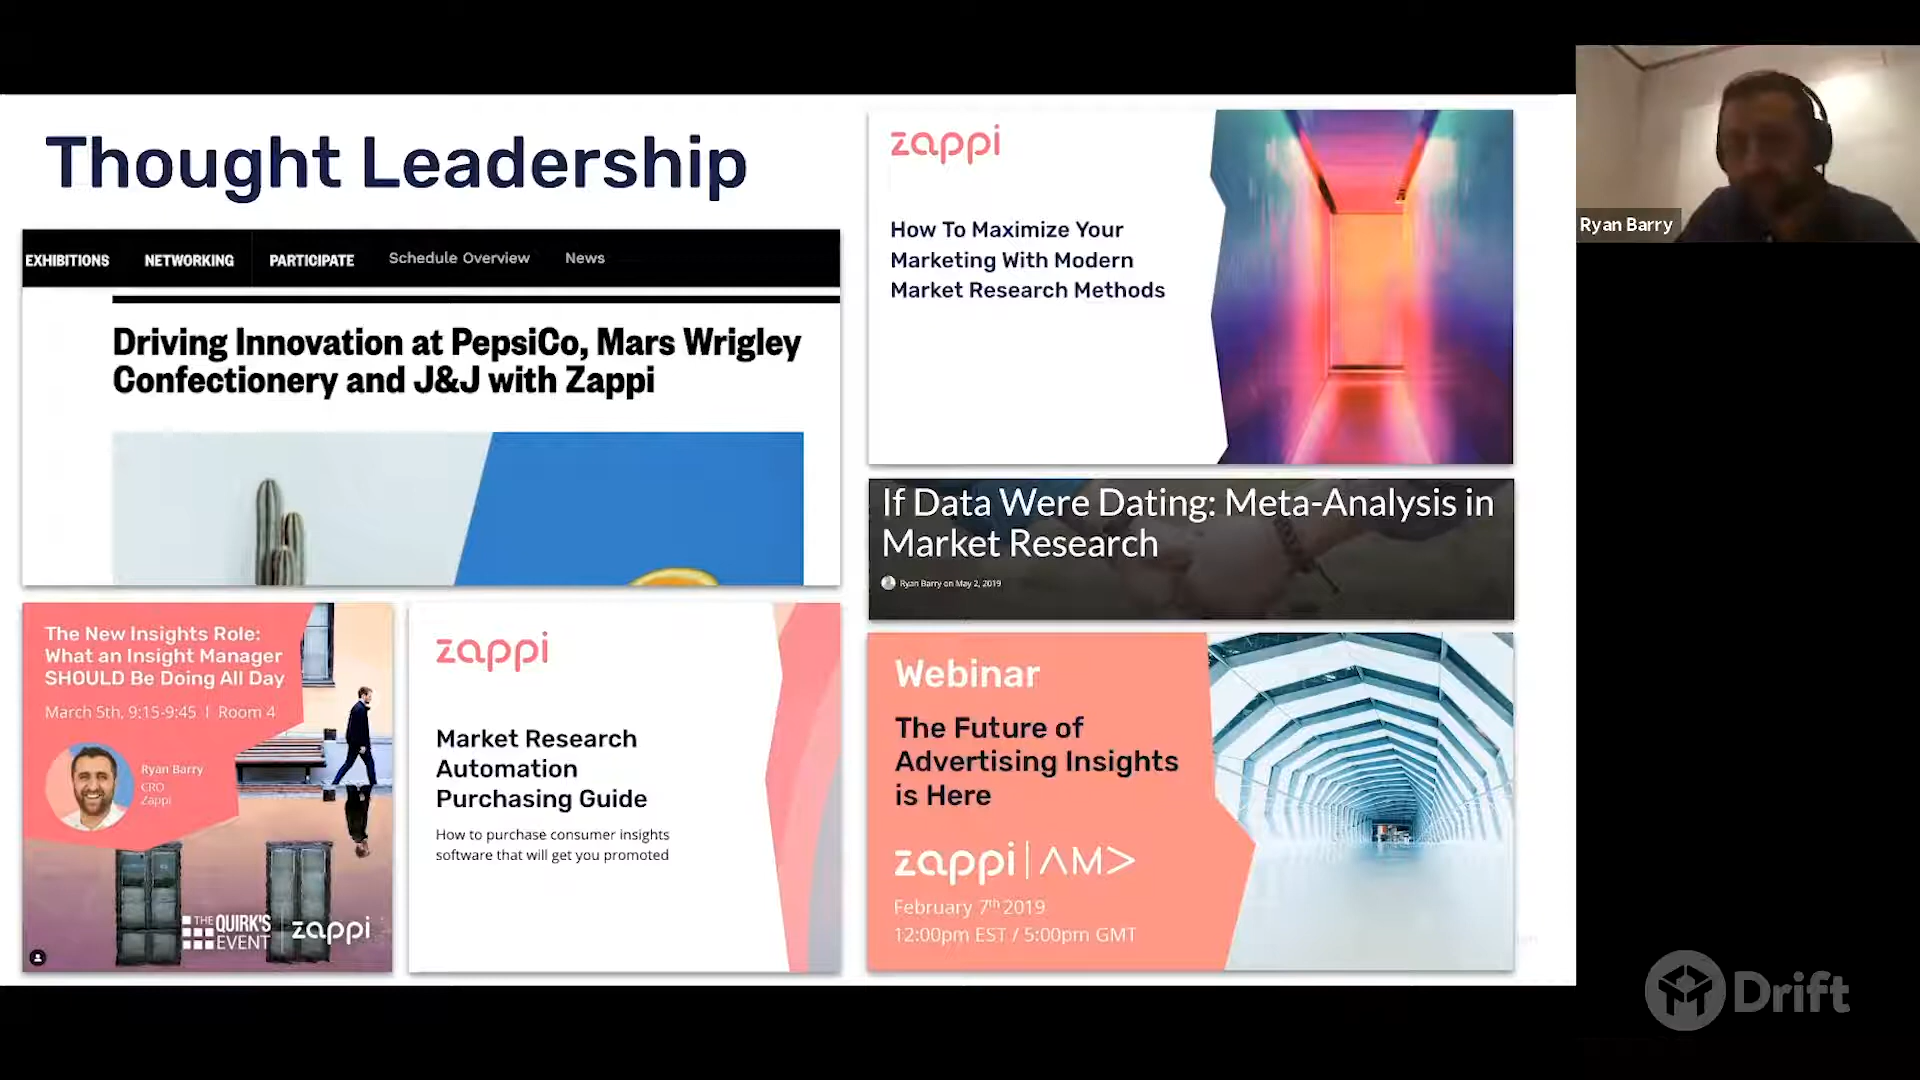 Thought Leadership
EXHIBITIONS NETWORKING PARTICIPATE Schedule Overview News
Driving Innovation at PepsiCo, Mars Wrigley
Confectionery and J&J with Zappi
The New Insights Role:
What an Insight Manager
SHOULD Be Doing All Day
March 5th, 9:15-9:45 | Room 4
Ryan Barry
CRO
Zappi
THE QUIRK'S
EVENT
zappi
zappi
Market Research
Automation
Purchasing Guide
How to purchase consumer insights
software that will get you promoted
zappi
How To Maximize Your
Marketing With Modern
Market Research Methods
If Data Were Dating: Meta-Analysis in
Market Research
Ryan Barry on May 2, 2019
Webinar
The Future of
Advertising Insights
is Here
zappi | AMA
February 7th 2019
12:00pm EST / 5:00pm GMT
Ryan Barry
Drift